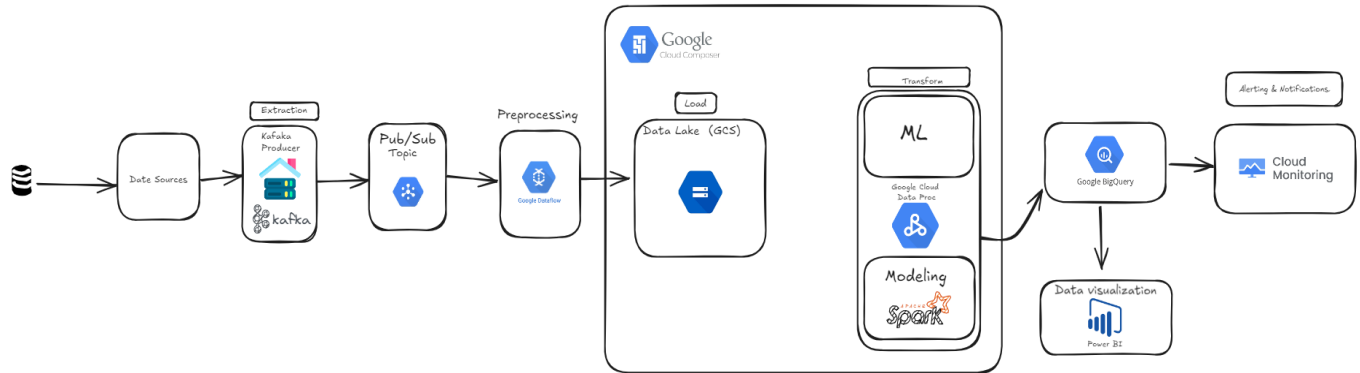 Date Sources
Extraction
Kafaka
Producer
kafka
Pub/Sub
Topic
Preprocessing
Google Dataflow
Google
Cloud Composer
Load
Data Lake (GCS)
Transform
ML
Google Cloud
Data Proc
Modeling
APACHE
Spark
Google BigQuery
Data visualization
Power BI
Alerting & Notifications.
Cloud
Monitoring